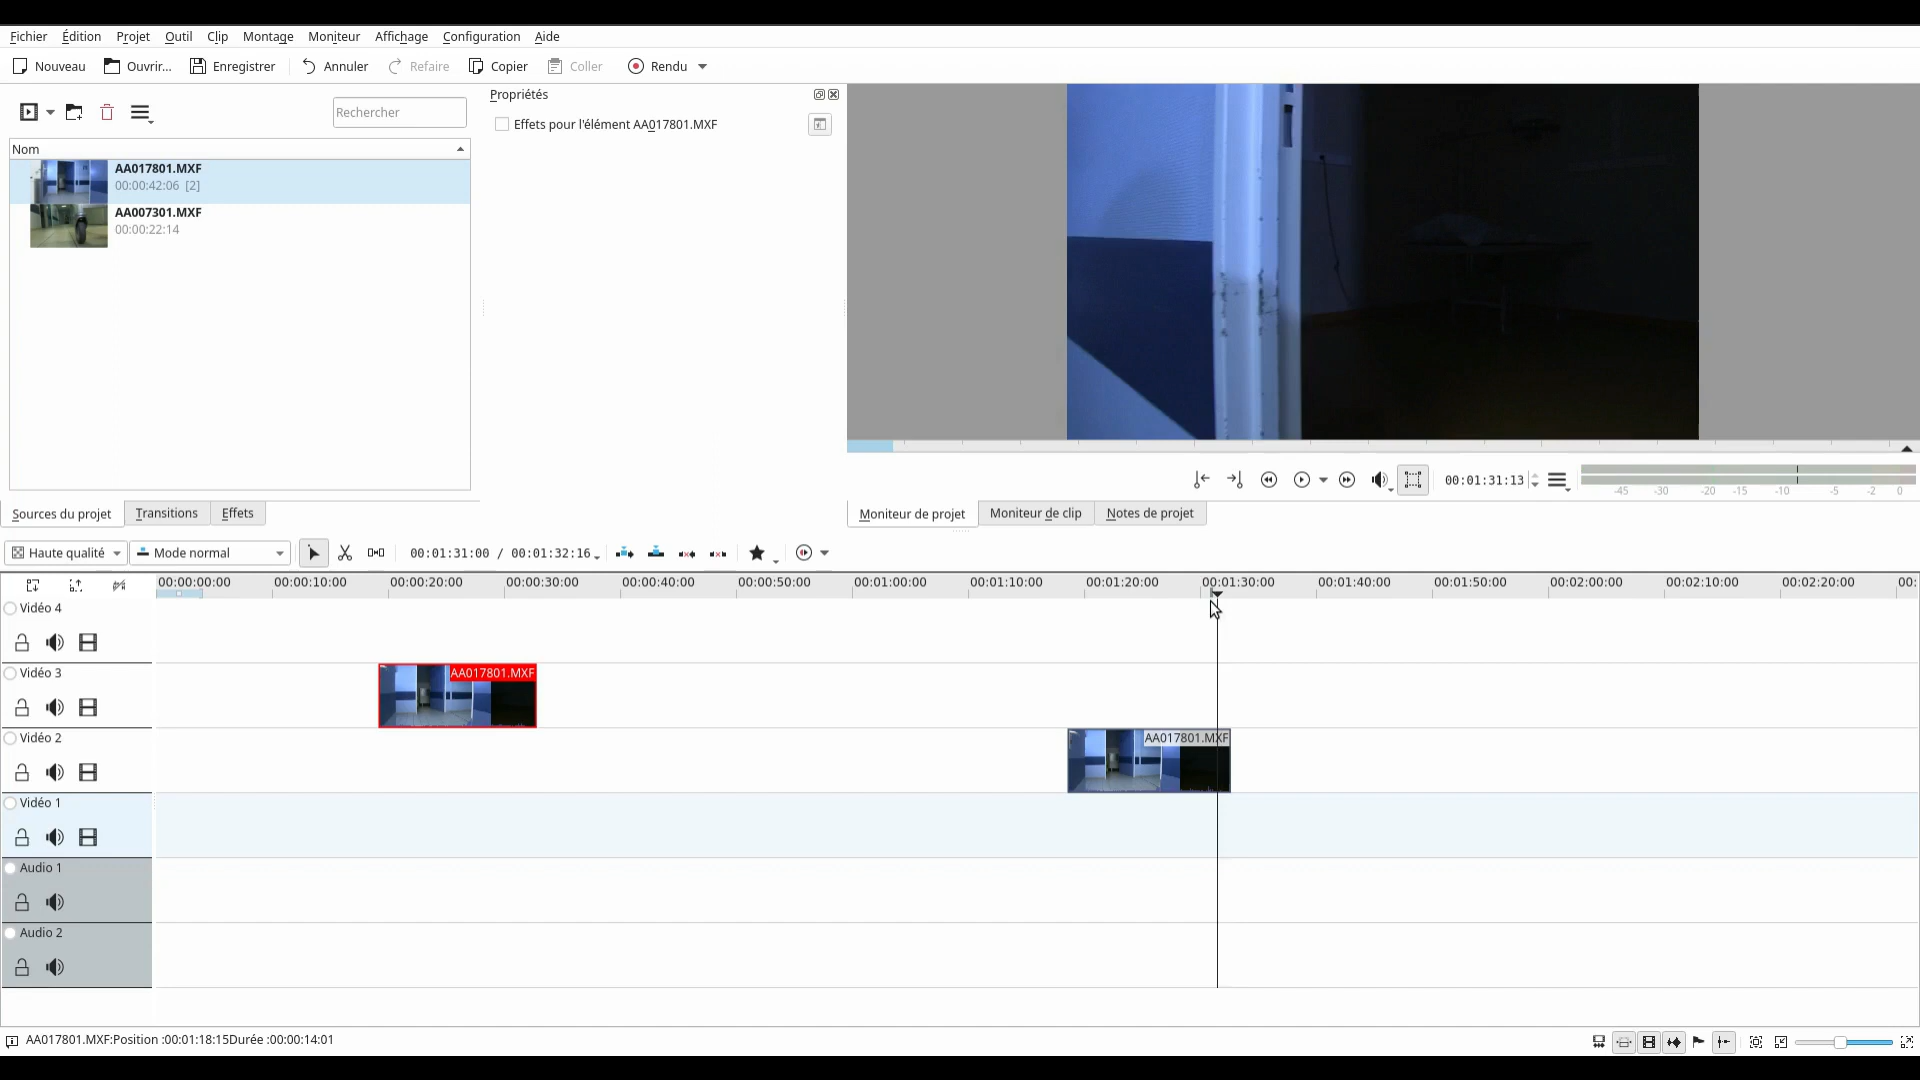 Fichier Édition Projet Outil Clip Montage Moniteur Affichage Configuration Aide
Nouveau Ouvrir... Enregistrer Annuler Refaire Copier Coller Rendu
Rechercher
Nom
AA017801.MXF
00:00:42:06 [2]
AA007301.MXF
00:00:22:14
Sources du projet Transitions Effets
Propriétés
Effets pour l'élément AA017801.MXF
00:01:31:13
-45 -30 -20 -15 -10 -5 -2 0
Moniteur de projet Moniteur de clip Notes de projet
Haute qualité Mode normal 00:01:31:00 / 00:01:32:16
00:00:00:00 00:00:10:00 00:00:20:00 00:00:30:00 00:00:40:00 00:00:50:00 00:01:00:00 00:01:10:00 00:01:20:00 00:01:30:00 00:01:40:00 00:01:50:00 00:02:00:00 00:02:10:00 00:02:20:00 00:
Vidéo 4
Vidéo 3
AA017801.MXF
Vidéo 2
AA017801.MXF
Vidéo 1
Audio 1
Audio 2
AA017801.MXF:Position :00:01:18:15Durée :00:00:14:01